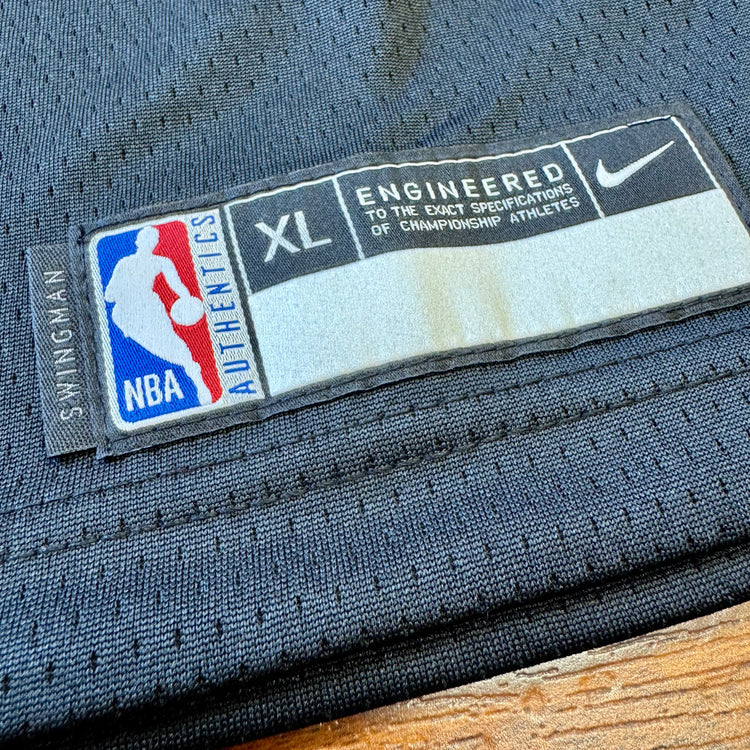 SWINGMAN
NBA
AUTHENTICS
XL
ENGINEERED
TO THE EXACT SPECIFICATIONS
OF CHAMPIONSHIP ATHLETES